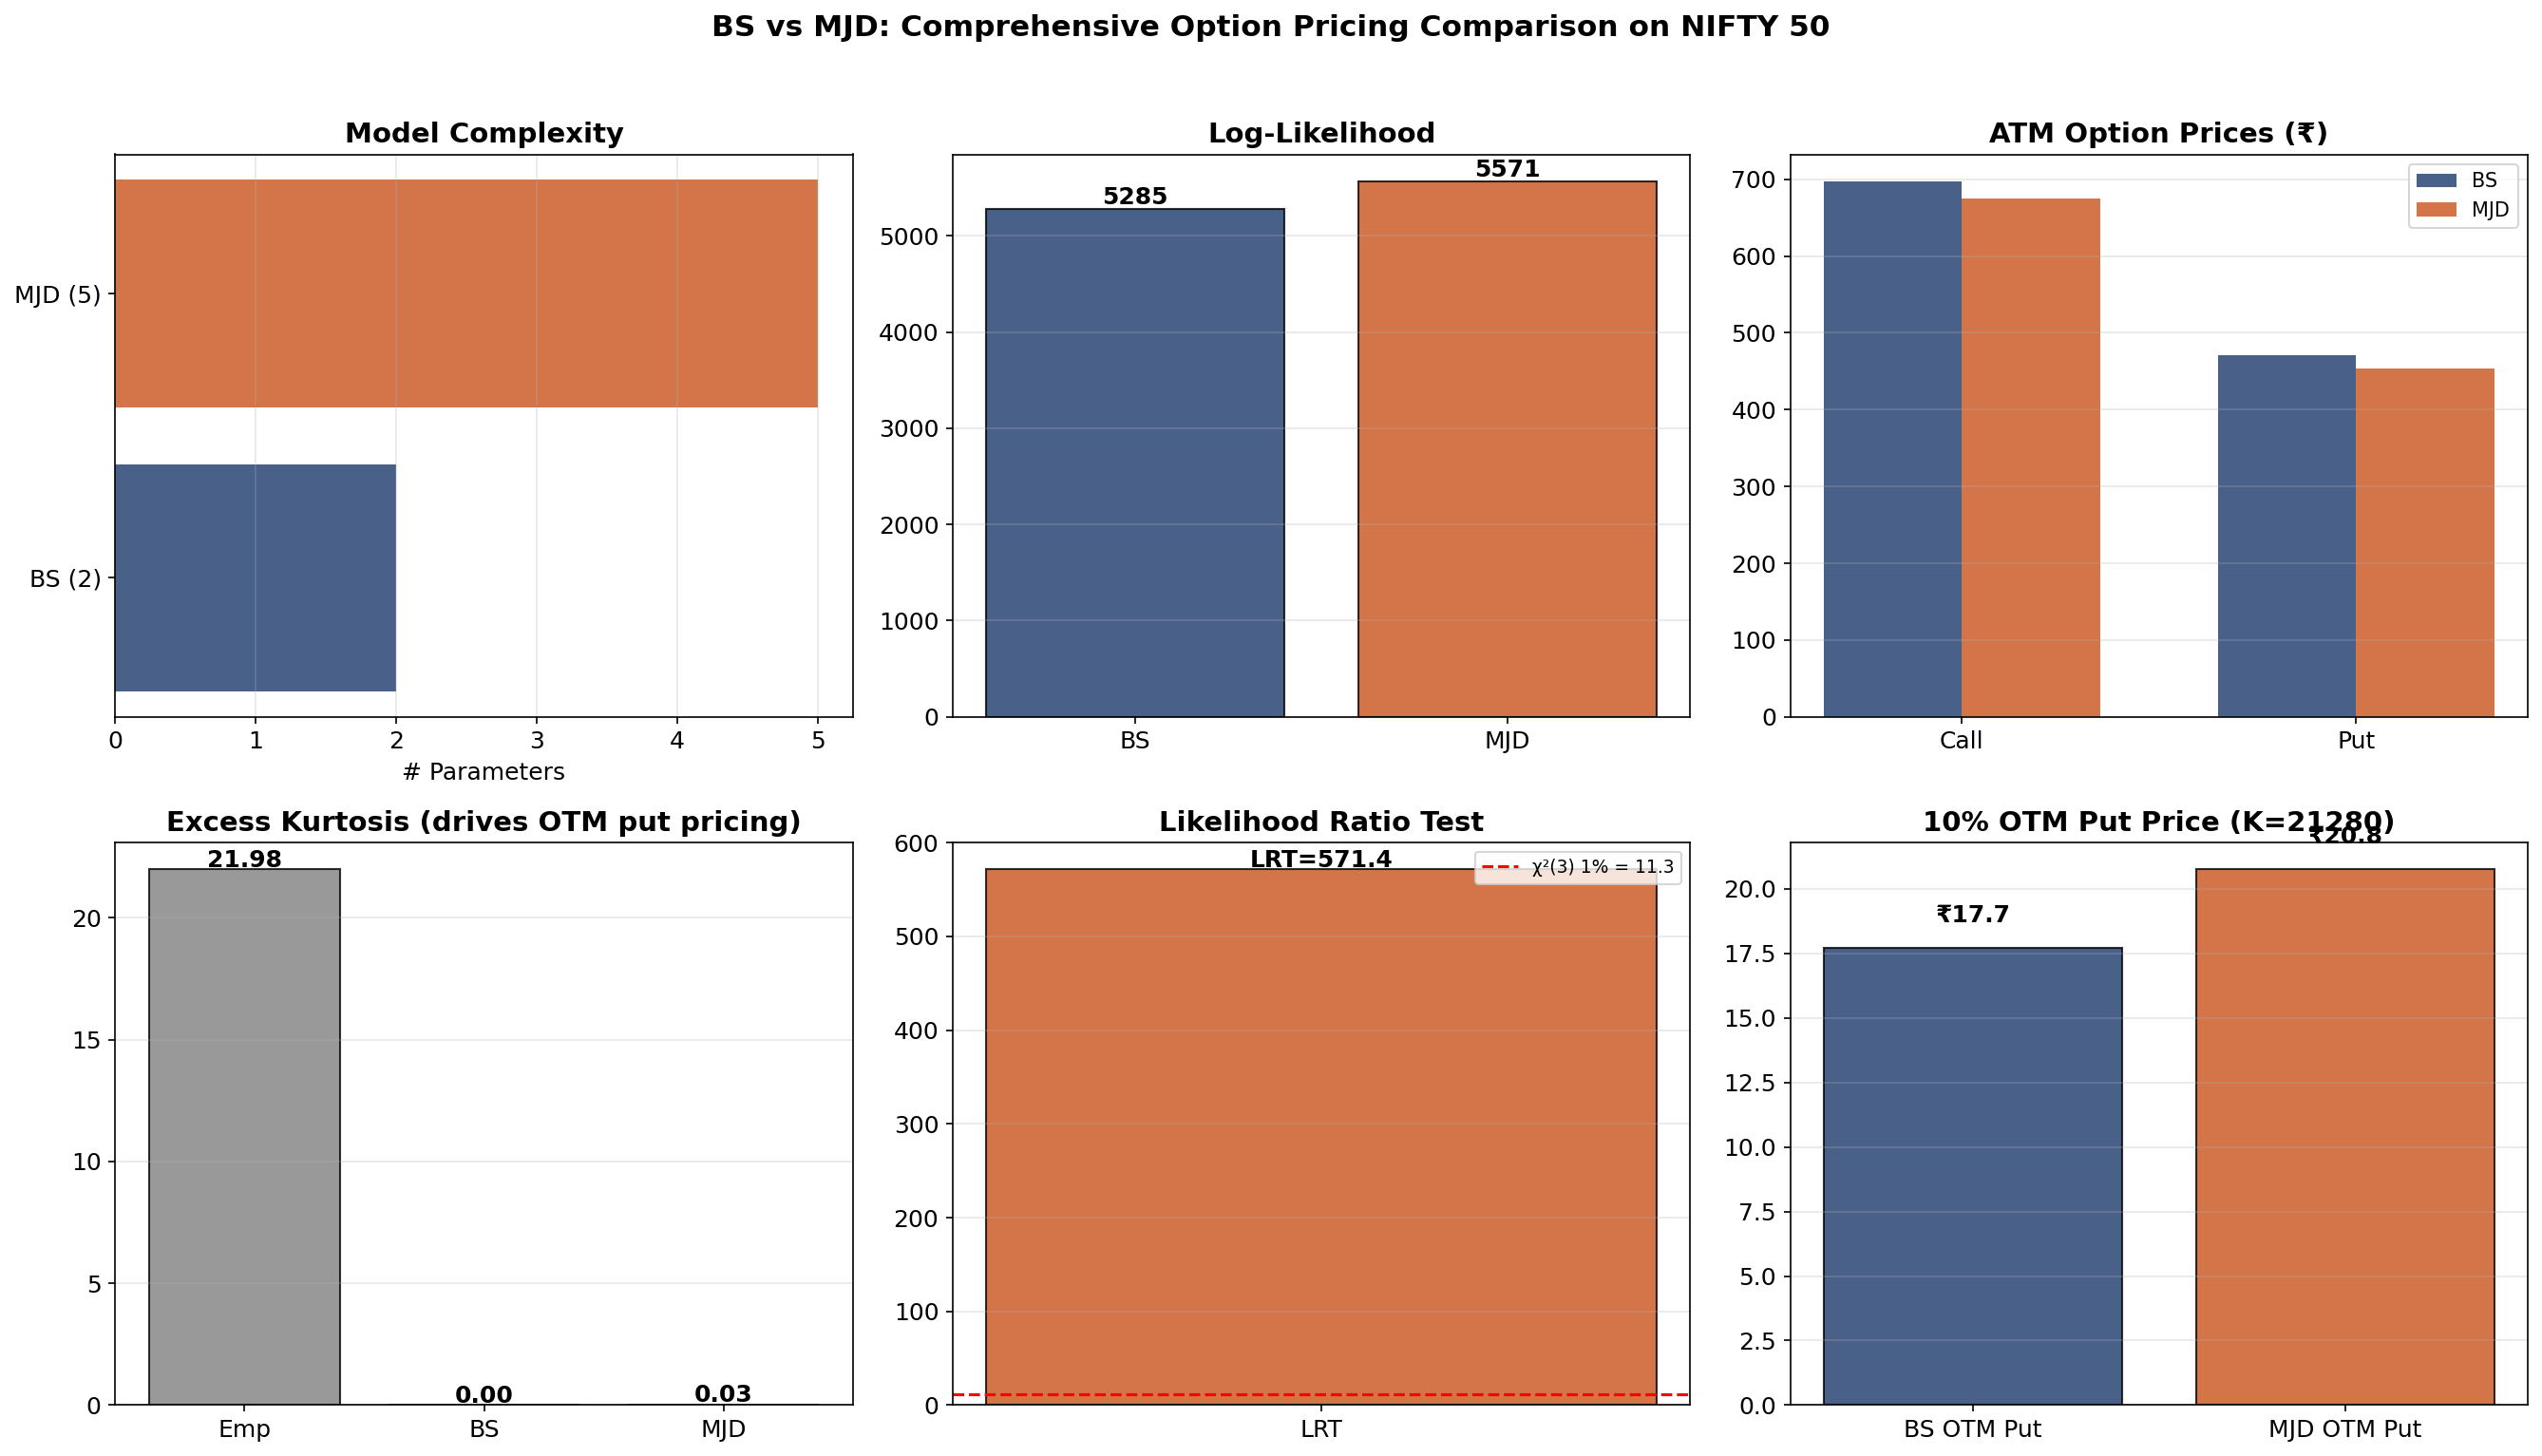 BS vs MJD: Comprehensive Option Pricing Comparison on NIFTY 50
Model Complexity
MJD (5)
BS (2)
0 1 2 3 4 5
# Parameters
Log-Likelihood
5285
5571
5000
4000
3000
2000
1000
0
BS MJD
ATM Option Prices (₹)
BS
MJD
700
600
500
400
300
200
100
0
Call Put
Excess Kurtosis (drives OTM put pricing)
21.98
0.00
0.03
20
15
10
5
0
Emp BS MJD
Likelihood Ratio Test
LRT=571.4
χ²(3) 1% = 11.3
600
500
400
300
200
100
0
LRT
10% OTM Put Price (K=21280)
₹20.8
₹17.7
20.0
17.5
15.0
12.5
10.0
7.5
5.0
2.5
0.0
BS OTM Put MJD OTM Put